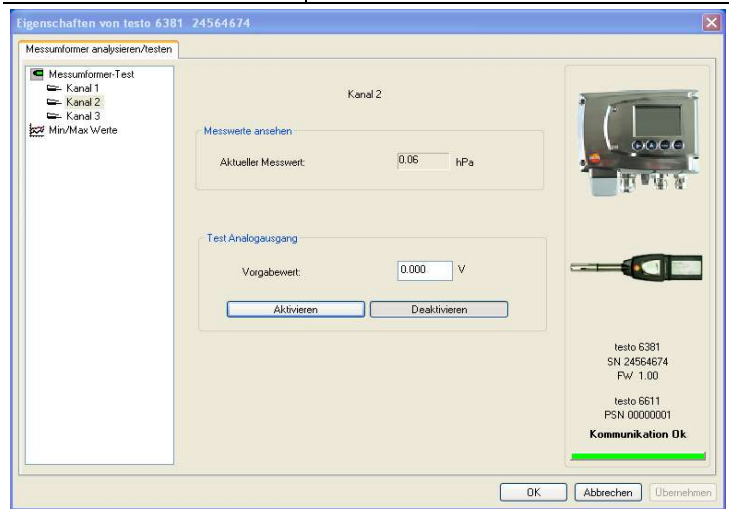 Eigenschaften von testo 6381 24564674
Messumformer analysieren/testen
Messumformer-Test
Kanal 1
Kanal 2
Kanal 3
Min/Max Werte
Kanal 2
Messwerte ansehen
Aktueller Messwert: 0.06 hPa
Test Analogausgang
Vorgabewert: 0.000 V
Aktivieren Deaktivieren
testo 6381
SN 24564674
FW 1.00
testo 6611
PSN 00000001
Kommunikation Ok
OK Abbrechen Übernehmen